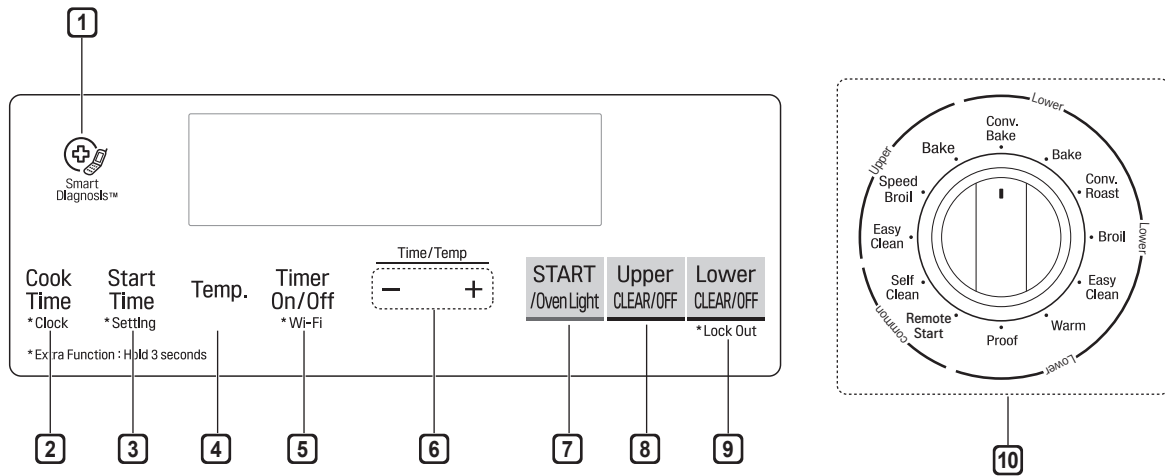 1
Smart
Diagnosis™
Cook
Time
*Clock
Start
Time
*Setting
Temp.
Timer
On/Off
*Wi-Fi
Time/Temp
− +
START
/Oven Light
Upper
CLEAR/OFF
Lower
CLEAR/OFF
*Lock Out
*Extra Function : Hold 3 seconds
2
3
4
5
6
7
8
9
Lower
Conv.
Bake
Bake
Conv.
Roast
Lower
Broil
Easy
Clean
Warm
Lower
Proof
Remote
Start
common
Self
Clean
Easy
Clean
Speed
Broil
Upper
Bake
10